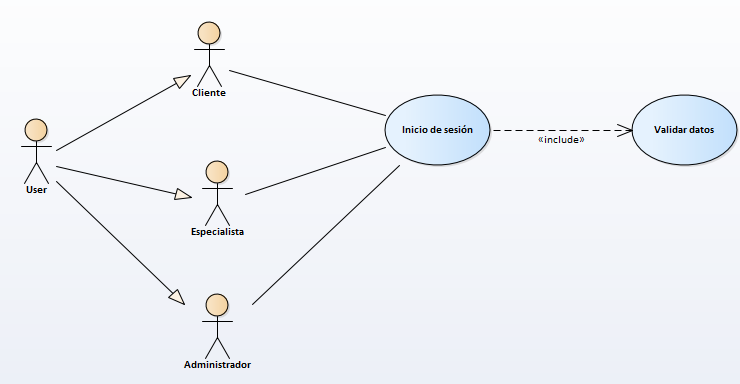 Cliente
User
Especialista
Administrador
Inicio de sesión
«include»
Validar datos